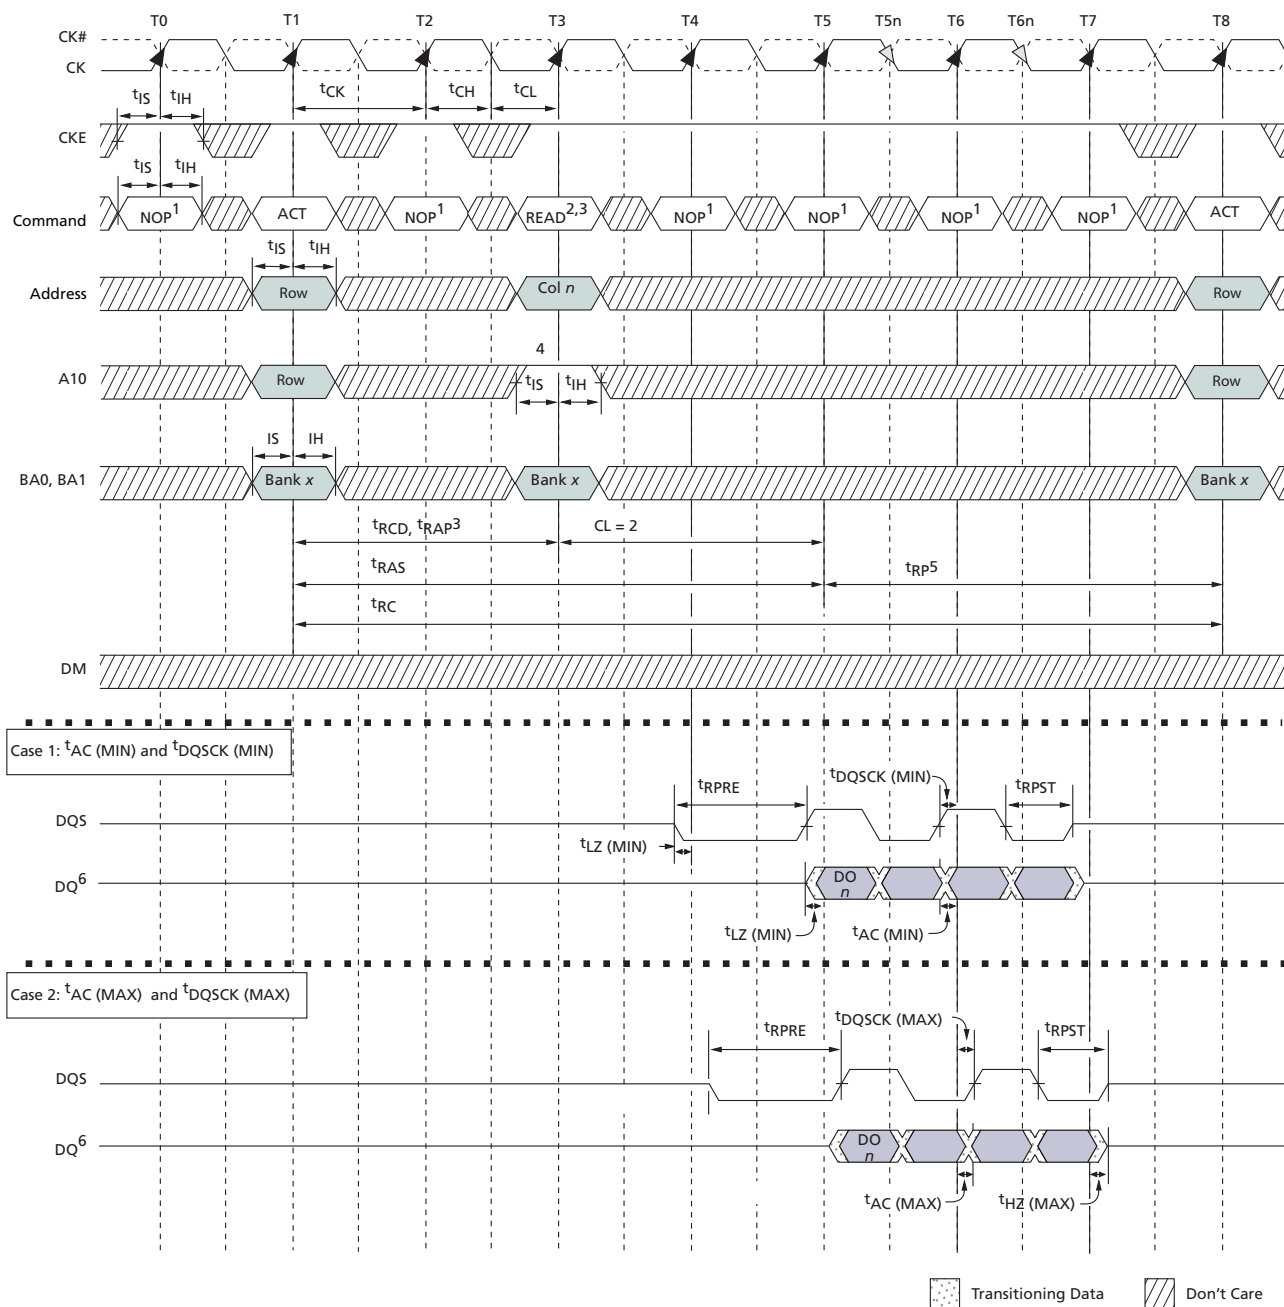 T0 T1 T2 T3 T4 T5 T5n T6 T6n T7 T8
CK#
CK
tIS tIH tCK tCH tCL
CKE
tIS tIH
Command NOP1 ACT NOP1 READ2,3 NOP1 NOP1 NOP1 NOP1 ACT
tIS tIH
Address Row Col n Row
4
A10 Row tIS tIH Row
IS IH
BA0, BA1 Bank x Bank x Bank x
tRCD, tRAP3 CL = 2
tRAS tRP5
tRC
DM
Case 1: tAC (MIN) and tDQSCK (MIN)
tRPRE tDQSCK (MIN) tRPST
DQS
tLZ (MIN)
DQ6 DO n
tLZ (MIN) tAC (MIN)
Case 2: tAC (MAX) and tDQSCK (MAX)
tRPRE tDQSCK (MAX) tRPST
DQS
DQ6 DO n
tAC (MAX) tHZ (MAX)
Transitioning Data Don't Care